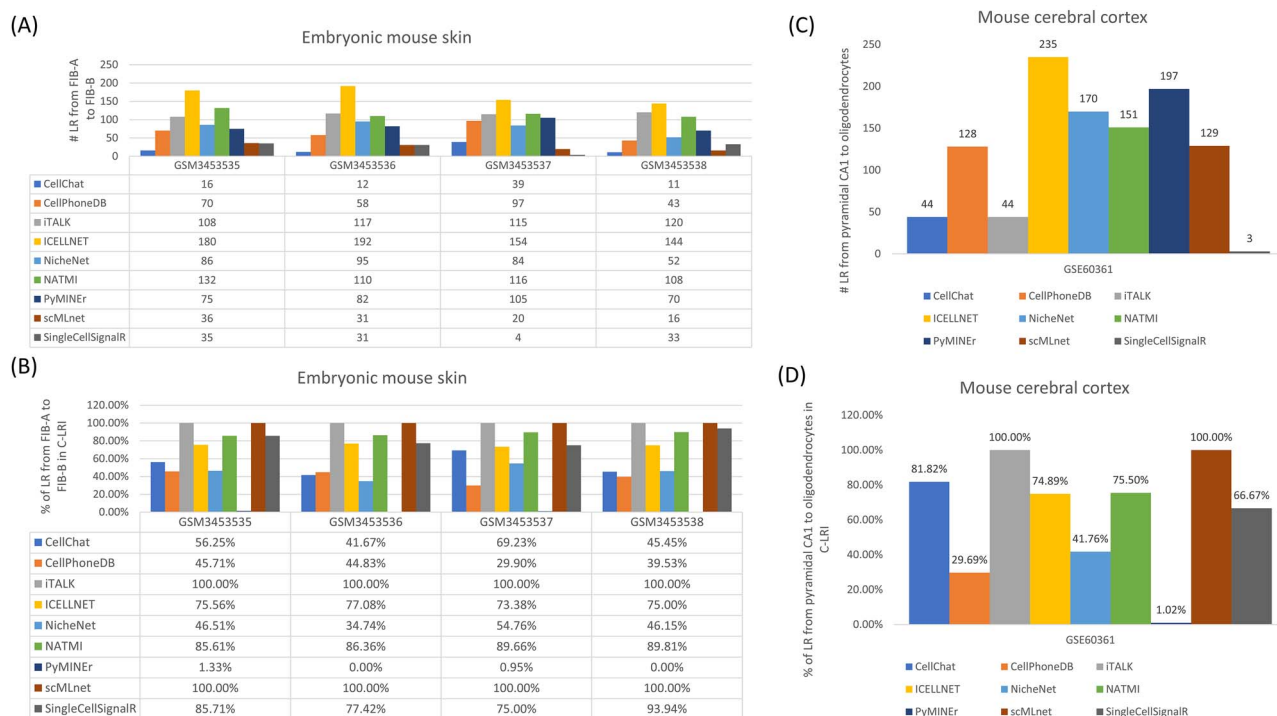 (A)
Embryonic mouse skin
# LR from FIB-A
to FIB-B
250
200
150
100
50
0
GSM3453535 GSM3453536 GSM3453537 GSM3453538
CellChat 16 12 39 11
CellPhoneDB 70 58 97 43
iTALK 108 117 115 120
ICELLNET 180 192 154 144
NicheNet 86 95 84 52
NATMI 132 110 116 108
PyMINEr 75 82 105 70
scMLnet 36 31 20 16
SingleCellSignalR 35 31 4 33
(B)
Embryonic mouse skin
% of LR from FIB-A to
FIB-B in C-LRI
120.00%
100.00%
80.00%
60.00%
40.00%
20.00%
0.00%
GSM3453535 GSM3453536 GSM3453537 GSM3453538
CellChat 56.25% 41.67% 69.23% 45.45%
CellPhoneDB 45.71% 44.83% 29.90% 39.53%
iTALK 100.00% 100.00% 100.00% 100.00%
ICELLNET 75.56% 77.08% 73.38% 75.00%
NicheNet 46.51% 34.74% 54.76% 46.15%
NATMI 85.61% 86.36% 89.66% 89.81%
PyMINEr 1.33% 0.00% 0.95% 0.00%
scMLnet 100.00% 100.00% 100.00% 100.00%
SingleCellSignalR 85.71% 77.42% 75.00% 93.94%
(C)
Mouse cerebral cortex
# LR from pyramidal CA1 to oligodendrocytes
250
200
150
100
50
0
44 128 44 235 170 151 197 129 3
GSE60361
CellChat CellPhoneDB iTALK
ICELLNET NicheNet NATMI
PyMINEr scMLnet SingleCellSignalR
(D)
Mouse cerebral cortex
% of LR from pyramidal CA1 to oligodendrocytes in
C-LRI
120.00%
100.00%
80.00%
60.00%
40.00%
20.00%
0.00%
81.82% 29.69% 100.00% 74.89% 41.76% 75.50% 1.02% 100.00% 66.67%
GSE60361
CellChat CellPhoneDB iTALK
ICELLNET NicheNet NATMI
PyMINEr scMLnet SingleCellSignalR